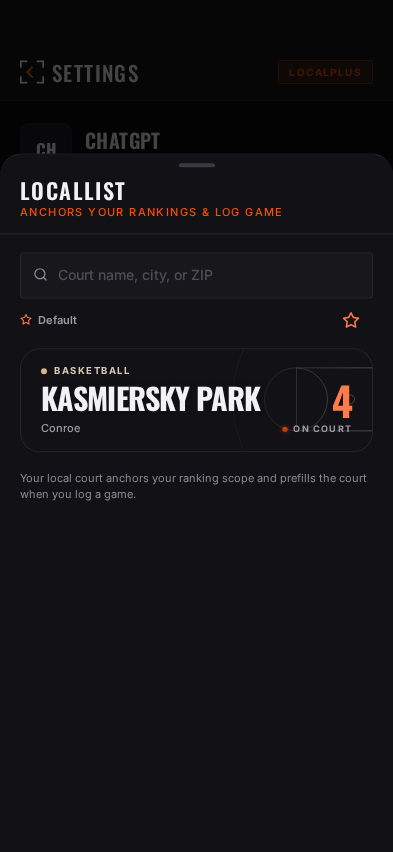 SETTINGS
LOCALPLUS
CH
CHATGPT
LOCALLIST
ANCHORS YOUR RANKINGS & LOG GAME
Court name, city, or ZIP
Default
BASKETBALL
KASMIERSKY PARK
4
Conroe
ON COURT
Your local court anchors your ranking scope and prefills the court
when you log a game.